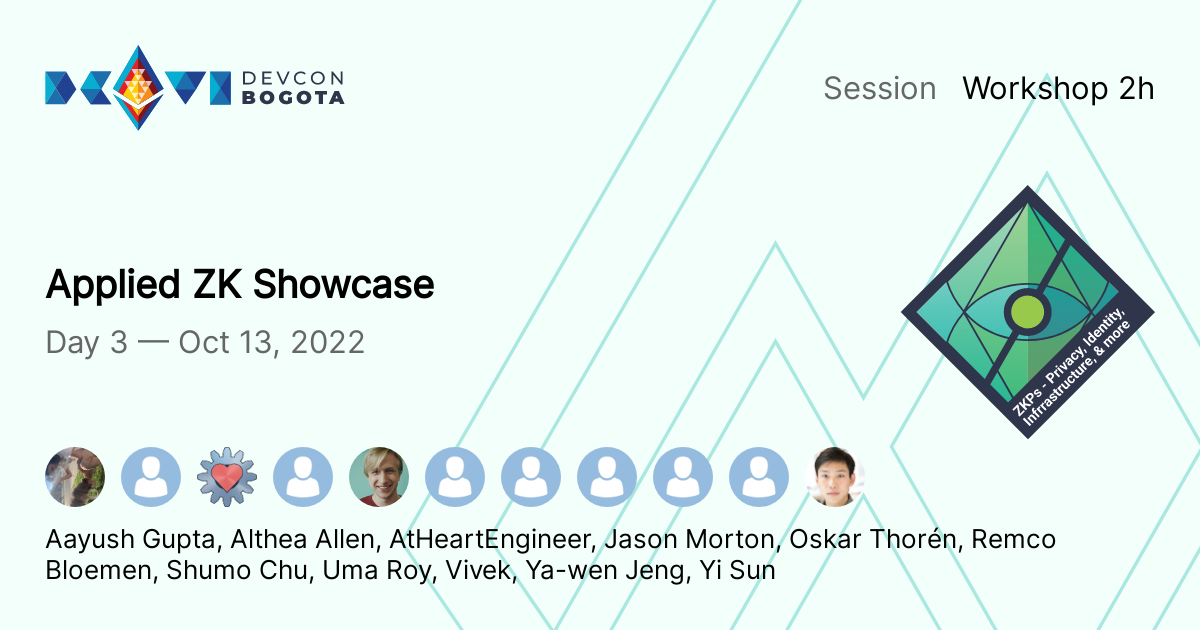 DEVCON
BOGOTA
Session Workshop 2h
Applied ZK Showcase
Day 3 — Oct 13, 2022
ZKPs - Privacy, Identity,
Infrrastructure, & more
Aayush Gupta, Althea Allen, AtHeartEngineer, Jason Morton, Oskar Thorén, Remco
Bloemen, Shumo Chu, Uma Roy, Vivek, Ya-wen Jeng, Yi Sun